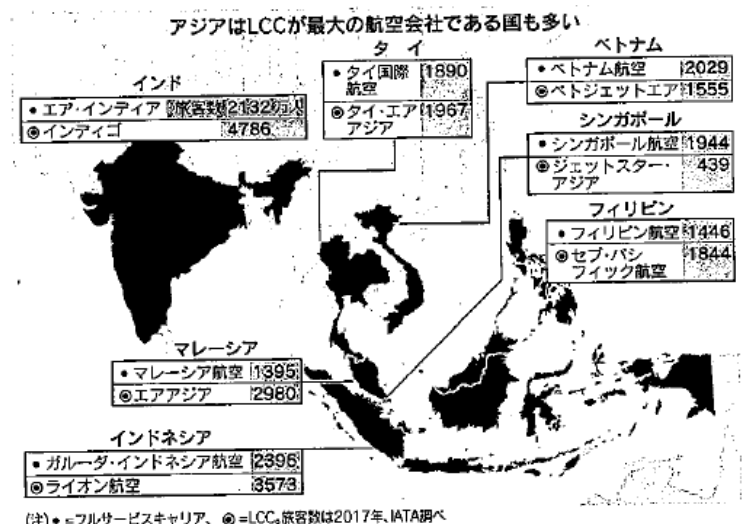 アジアはLCCが最大の航空会社である国も多い
インド
• エア・インディア 旅客数2132万人
◉インディゴ 4786
タイ
• タイ国際 1890
航空
◉タイ・エア 1967
アジア
ベトナム
• ベトナム航空 2029
◉ベトジェットエア 1555
シンガポール
• シンガポール航空 1944
◉ジェットスター・ 439
アジア
フィリピン
• フィリピン航空 1446
◉セブ・パシ 1844
フィック航空
マレーシア
• マレーシア航空 1395
◉エアアジア 2980
インドネシア
• ガルーダ・インドネシア航空 2396
◉ライオン航空 3573
(注)• =フルサービスキャリア、 ◉ =LCC。旅客数は2017年、IATA調べ